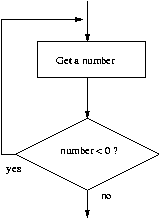 Get a number
number < 0 ?
yes
no